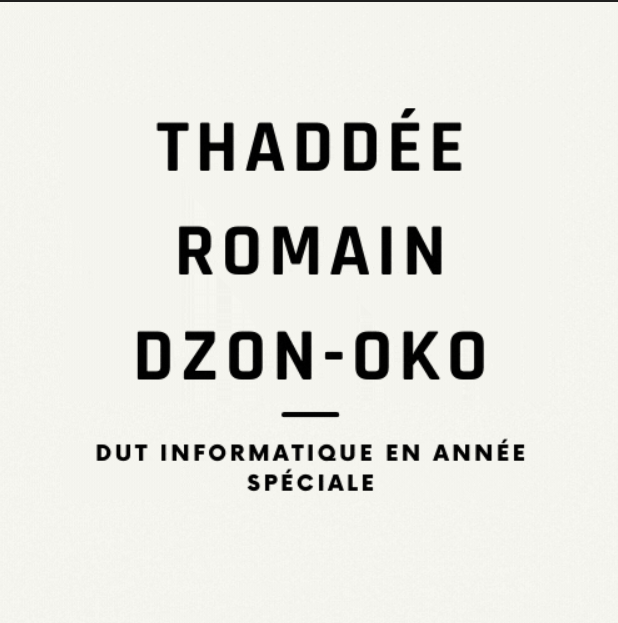 THADDÉE
ROMAIN
DZON-OKO
DUT INFORMATIQUE EN ANNÉE
SPÉCIALE